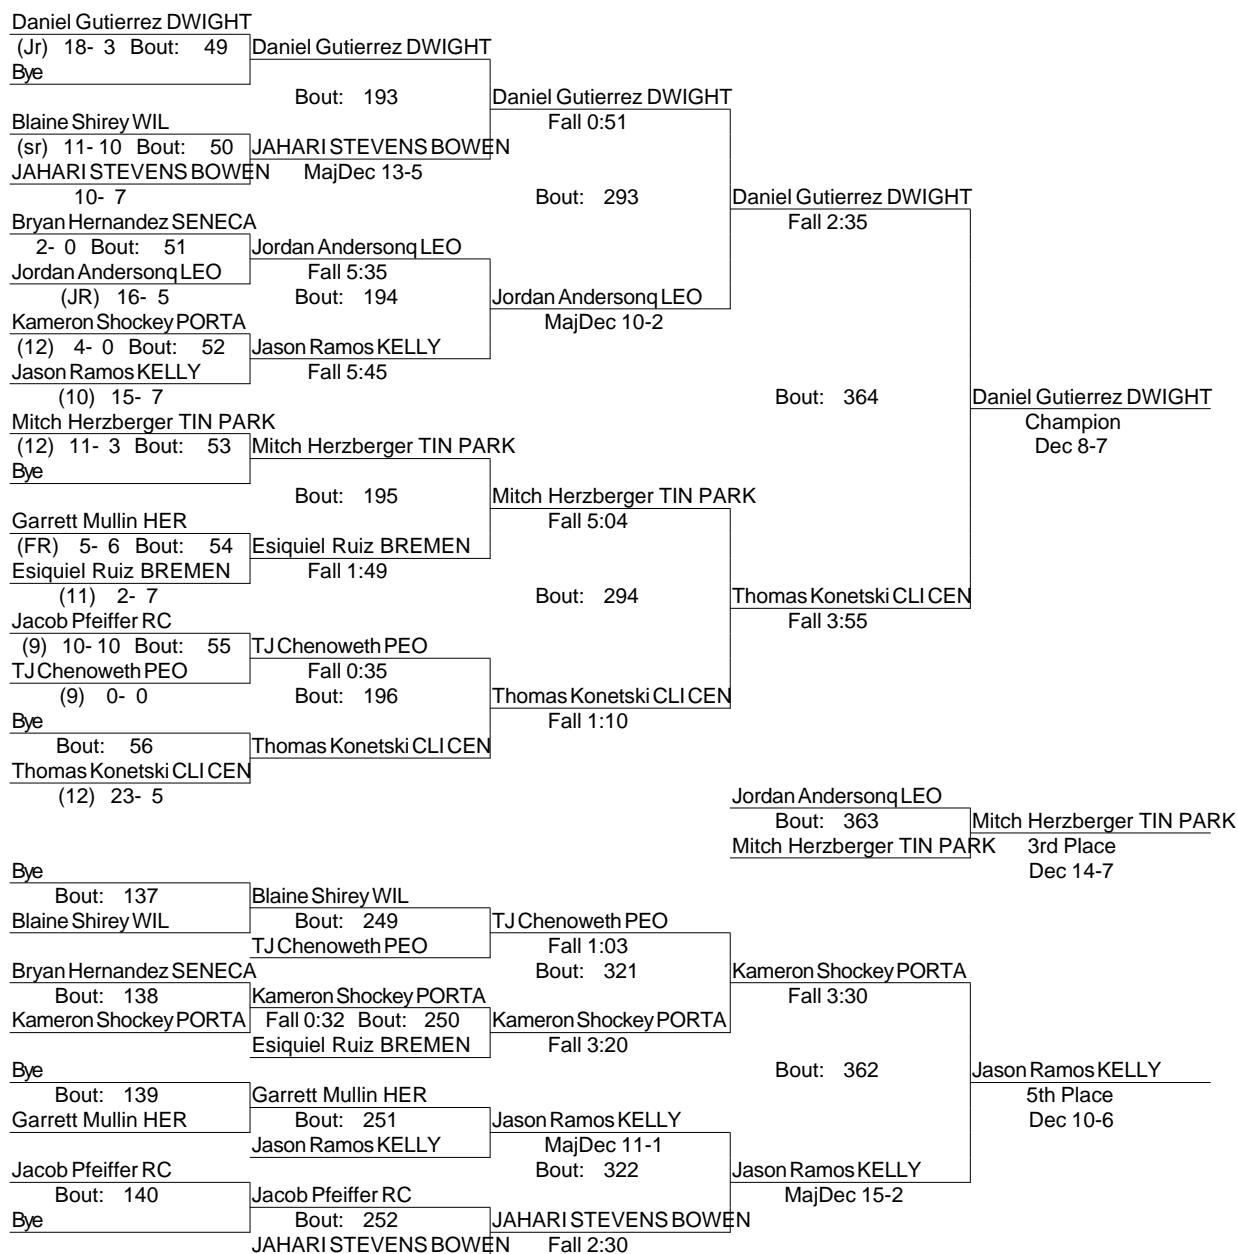 Daniel Gutierrez DWIGHT
(Jr) 18- 3 Bout: 49 Daniel Gutierrez DWIGHT
Bye
Bout: 193 Daniel Gutierrez DWIGHT
Blaine Shirey WIL Fall 0:51
(sr) 11- 10 Bout: 50 JAHARI STEVENS BOWEN
JAHARI STEVENS BOWEN MajDec 13-5
10- 7 Bout: 293 Daniel Gutierrez DWIGHT
Bryan Hernandez SENECA Fall 2:35
2- 0 Bout: 51 Jordan Andersonq LEO
Jordan Andersonq LEO Fall 5:35
(JR) 16- 5 Bout: 194 Jordan Andersonq LEO
Kameron Shockey PORTA MajDec 10-2
(12) 4- 0 Bout: 52 Jason Ramos KELLY
Jason Ramos KELLY Fall 5:45
(10) 15- 7 Bout: 364 Daniel Gutierrez DWIGHT
Mitch Herzberger TIN PARK Champion
(12) 11- 3 Bout: 53 Mitch Herzberger TIN PARK Dec 8-7
Bye
Bout: 195 Mitch Herzberger TIN PARK
Garrett Mullin HER Fall 5:04
(FR) 5- 6 Bout: 54 Esiquiel Ruiz BREMEN
Esiquiel Ruiz BREMEN Fall 1:49
(11) 2- 7 Bout: 294 Thomas Konetski CLI CEN
Jacob Pfeiffer RC Fall 3:55
(9) 10- 10 Bout: 55 TJ Chenoweth PEO
TJ Chenoweth PEO Fall 0:35
(9) 0- 0 Bout: 196 Thomas Konetski CLI CEN
Bye Fall 1:10
Bout: 56 Thomas Konetski CLI CEN
Thomas Konetski CLI CEN
(12) 23- 5 Jordan Andersonq LEO
Bout: 363 Mitch Herzberger TIN PARK
Mitch Herzberger TIN PARK 3rd Place
Bye Dec 14-7
Bout: 137 Blaine Shirey WIL
Blaine Shirey WIL Bout: 249 TJ Chenoweth PEO
TJ Chenoweth PEO Fall 1:03
Bryan Hernandez SENECA Bout: 321 Kameron Shockey PORTA
Bout: 138 Kameron Shockey PORTA Fall 3:30
Kameron Shockey PORTA Fall 0:32 Bout: 250 Kameron Shockey PORTA
Esiquiel Ruiz BREMEN Fall 3:20
Bye Bout: 362 Jason Ramos KELLY
Bout: 139 Garrett Mullin HER 5th Place
Garrett Mullin HER Bout: 251 Jason Ramos KELLY Dec 10-6
Jason Ramos KELLY MajDec 11-1
Jacob Pfeiffer RC Bout: 322 Jason Ramos KELLY
Bout: 140 Jacob Pfeiffer RC MajDec 15-2
Bye Bout: 252 JAHARI STEVENS BOWEN
JAHARI STEVENS BOWEN Fall 2:30